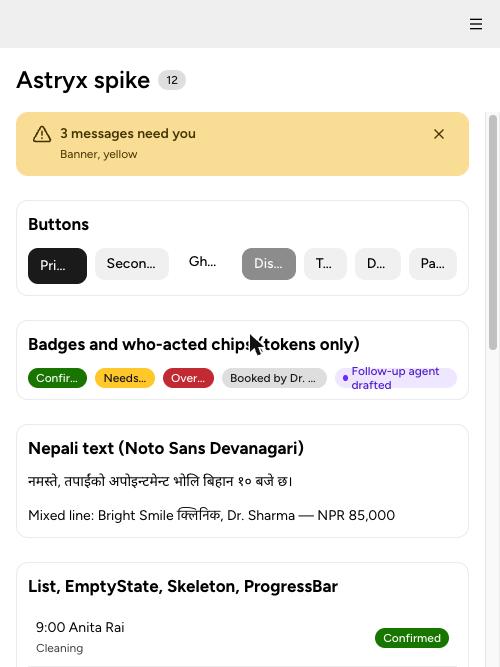 Astryx spike 12
3 messages need you
Banner, yellow
Buttons
Pri... Secon... Gh... Dis... T... D... Pa...
Badges and who-acted chips (tokens only)
Confir... Needs... Over... Booked by Dr. ... Follow-up agent
drafted
Nepali text (Noto Sans Devanagari)
नमस्ते, तपाईंको अपोइन्टमेन्ट भोलि बिहान १० बजे छ।
Mixed line: Bright Smile क्लिनिक, Dr. Sharma — NPR 85,000
List, EmptyState, Skeleton, ProgressBar
9:00 Anita Rai
Cleaning
Confirmed